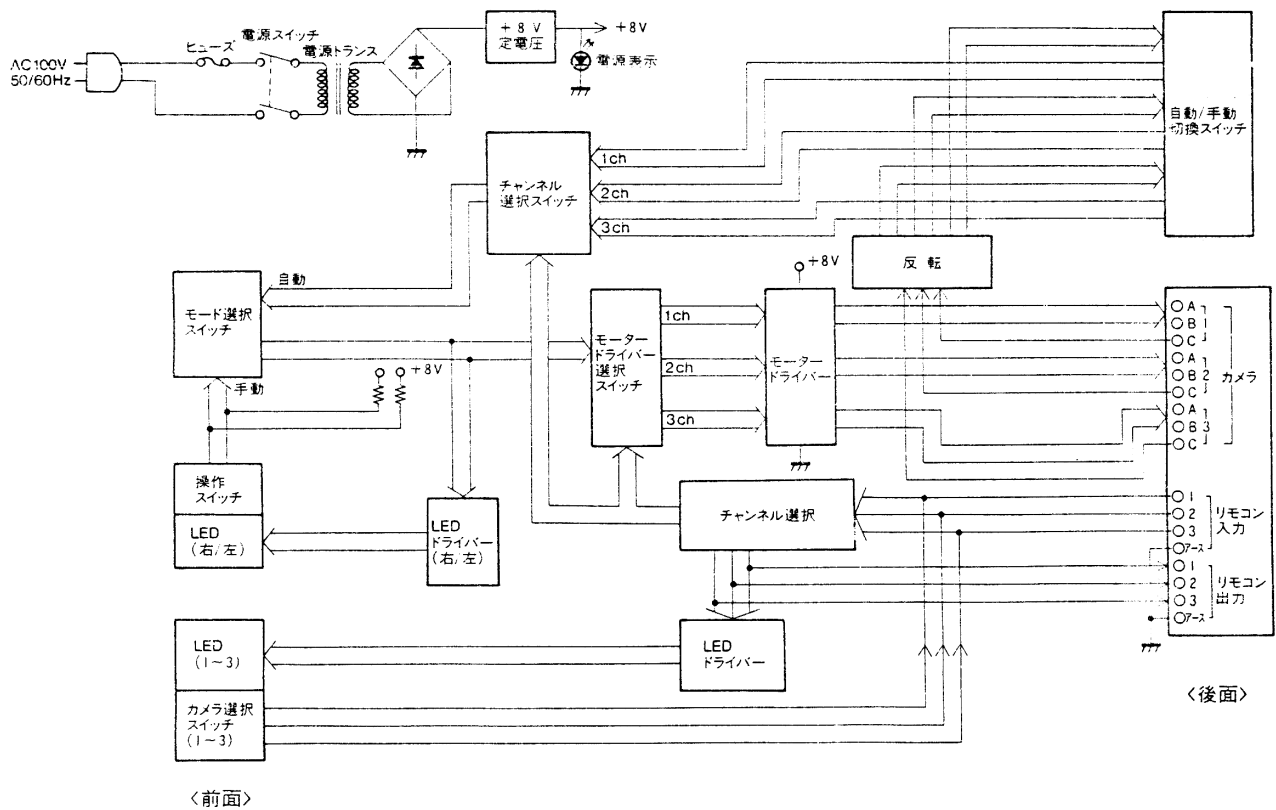 AC100V
50/60Hz
ヒューズ
電源スイッチ
電源トランス
+8V
定電圧
+8V
電源表示
自動/手動
切換スイッチ
チャンネル
選択スイッチ
1ch
2ch
3ch
反転
モード選択
スイッチ
自動
手動
+8V
モーター
ドライバー
選択
スイッチ
1ch
2ch
3ch
+8V
モーター
ドライバー
A
B
C
1
A
B
C
2
A
B
C
3
カメラ
操作
スイッチ
LED
(右/左)
LED
ドライバー
(右/左)
チャンネル選択
1
2
3
アース
リモコン
入力
1
2
3
アース
リモコン
出力
LED
(1~3)
LED
ドライバー
カメラ選択
スイッチ
(1~3)
〈前面〉
〈後面〉